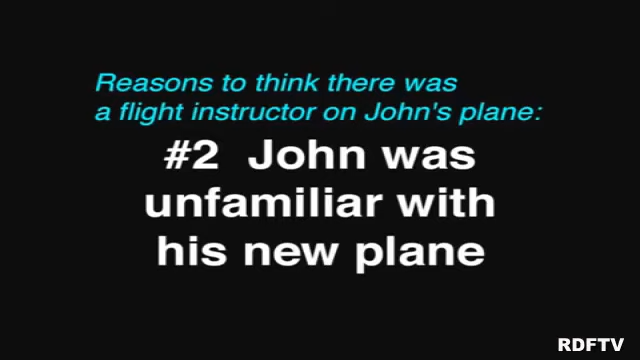 Reasons to think there was
a flight instructor on John's plane:
#2 John was
unfamiliar with
his new plane
RDFTV